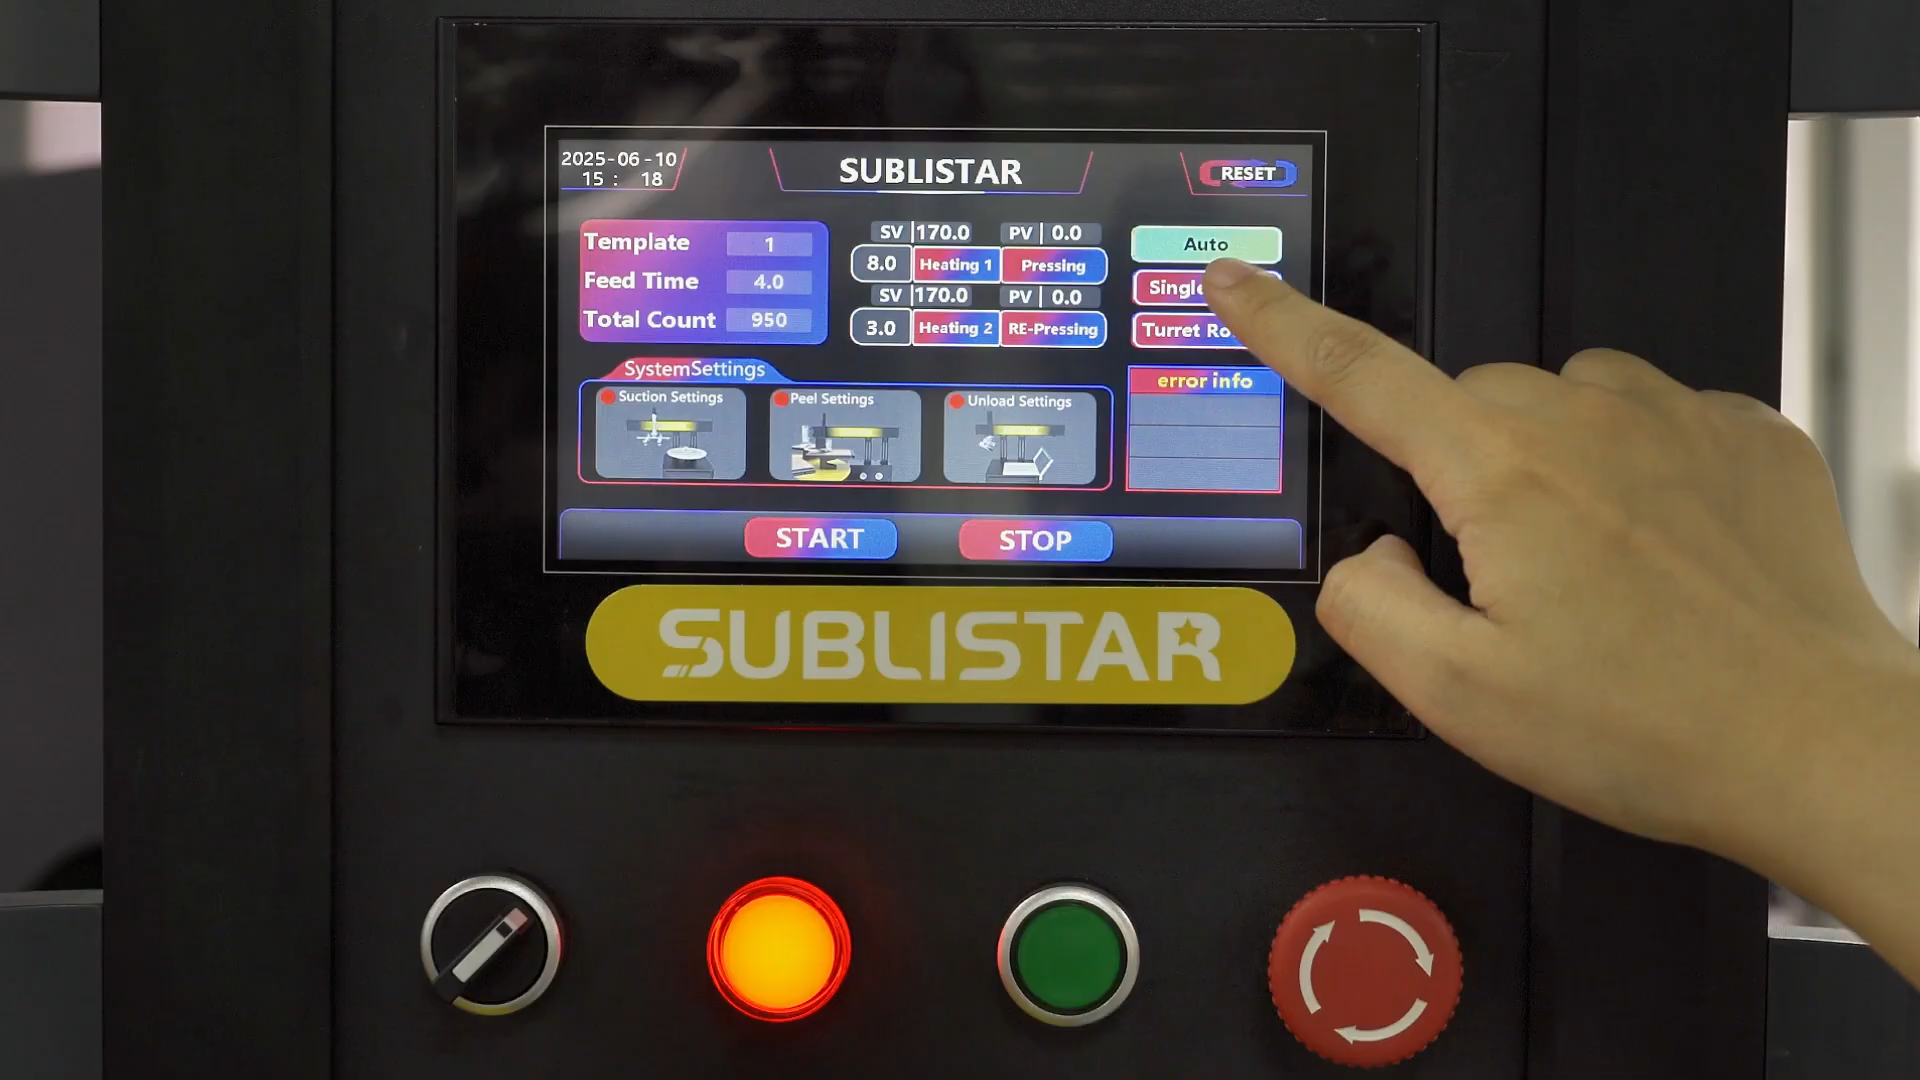 2025-06-10
15 : 18
SUBLISTAR
RESET
Template 1
Feed Time 4.0
Total Count 950
SV 170.0 PV 0.0
8.0 Heating 1 Pressing
SV 170.0 PV 0.0
3.0 Heating 2 RE-Pressing
Auto
Single
Turret Ro
error info
SystemSettings
Suction Settings
Peel Settings
Unload Settings
START
STOP
SUBLISTAR